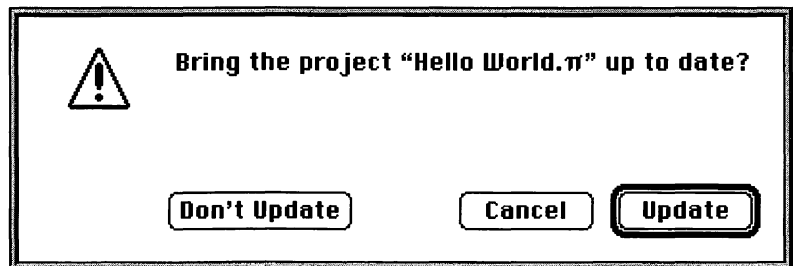 Bring the project “Hello World.π” up to date?
Don't Update Cancel Update